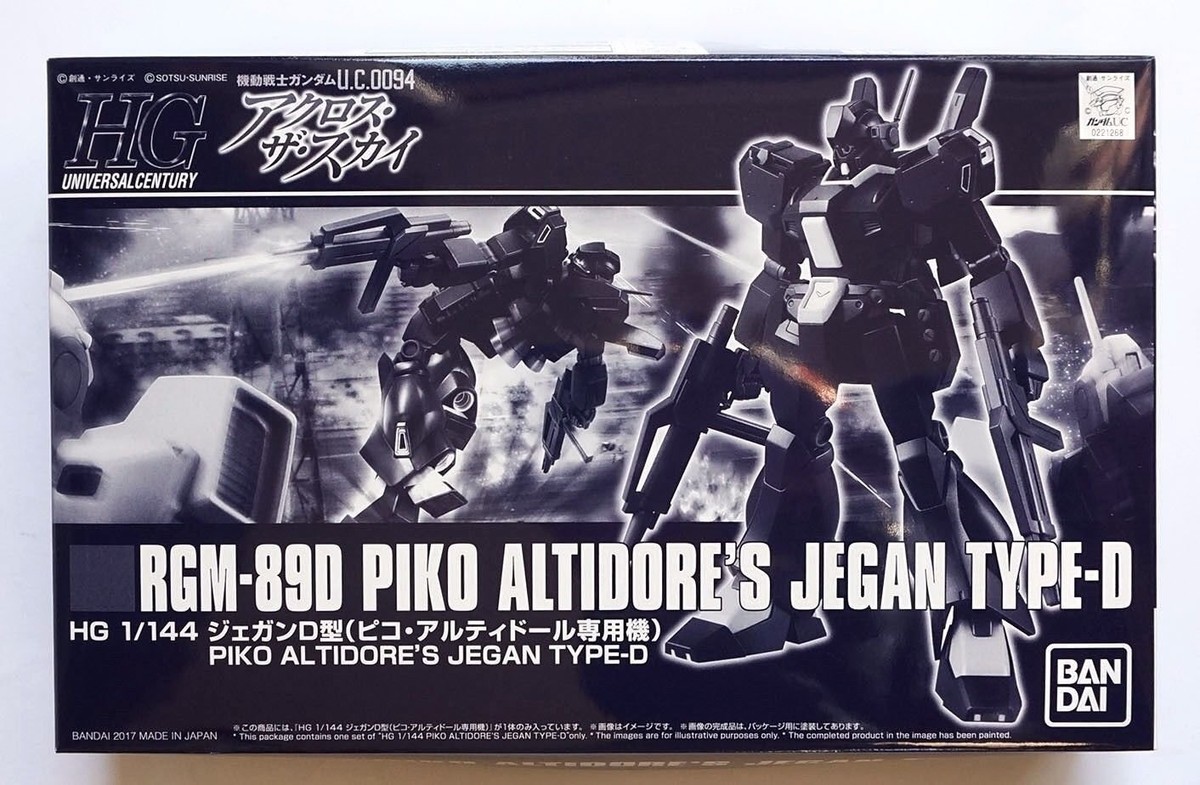 ©創通・サンライズ ©SOTSU・SUNRISE
機動戦士ガンダムU.C.0094
アクロス・
ザ・スカイ
HG
UNIVERSAL CENTURY
創通 サンライズ
ガンダムUC
0221268
RGM-89D PIKO ALTIDORE'S JEGAN TYPE-D
HG 1/144 ジェガンD型(ピコ・アルティドール専用機)
PIKO ALTIDORE'S JEGAN TYPE-D
BAN
DAI
BANDAI 2017 MADE IN JAPAN
※この商品には、「HG 1/144 ジェガンD型(ピコ・アルティドール専用機)」が1体のみ入っています。 ※画像はイメージです。 ※画像の完成品は、パッケージ用に塗装してあります。
* This package contains one set of "HG 1/144 PIKO ALTIDORE'S JEGAN TYPE-D"only. * The images are for illustrative purposes only. * The completed product in the image has been painted.